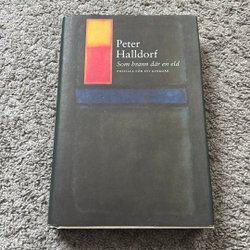 Peter
Halldorf
Som brann där en eld